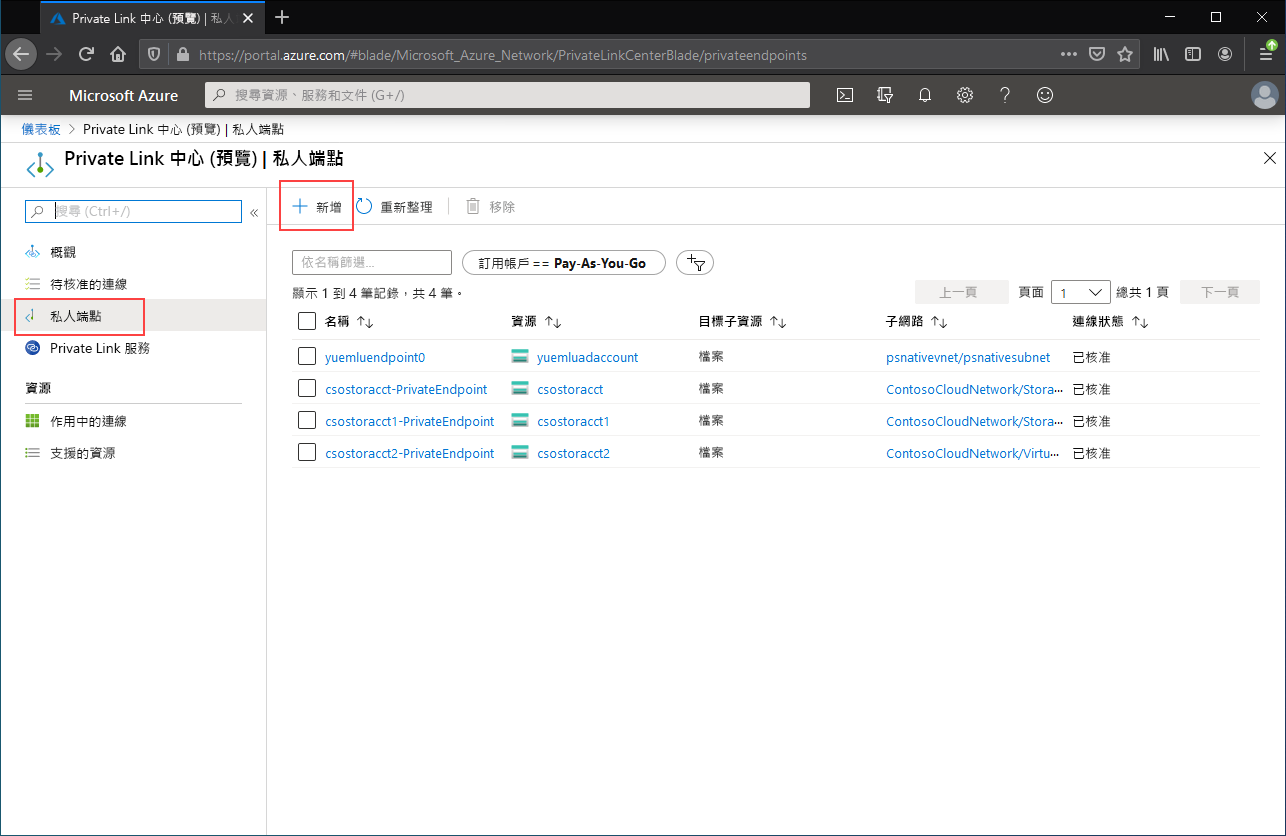 Private Link 中心 (預覽) | 私人
https://portal.azure.com/#blade/Microsoft_Azure_Network/PrivateLinkCenterBlade/privateendpoints
Microsoft Azure
搜尋資源、服務和文件 (G+/)
儀表板 > Private Link 中心 (預覽) | 私人端點
Private Link 中心 (預覽) | 私人端點
搜尋 (Ctrl+/)
概觀
待核准的連線
私人端點
Private Link 服務
資源
作用中的連線
支援的資源
新增 重新整理 移除
依名稱篩選... 訂用帳戶 == Pay-As-You-Go
顯示 1 到 4 筆記錄，共 4 筆。
上一頁 頁面 1 總共 1 頁 下一頁
名稱 ↑↓ 資源 ↑↓ 目標子資源 ↑↓ 子網路 ↑↓ 連線狀態 ↑↓
yuemluendpoint0 yuemluadaccount 檔案 psnativevnet/psnativesubnet 已核准
csostoracct-PrivateEndpoint csostoracct 檔案 ContosoCloudNetwork/Stora... 已核准
csostoracct1-PrivateEndpoint csostoracct1 檔案 ContosoCloudNetwork/Stora... 已核准
csostoracct2-PrivateEndpoint csostoracct2 檔案 ContosoCloudNetwork/Virtu... 已核准